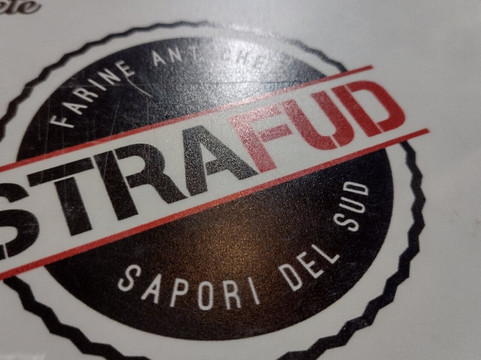 FARINE ANTICHE
STRAFUD
SAPORI DEL SUD